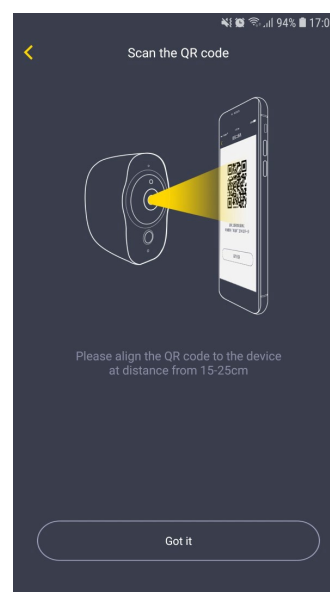 94% 17:0
Scan the QR code
Please align the QR code to the device
at distance from 15-25cm
Got it